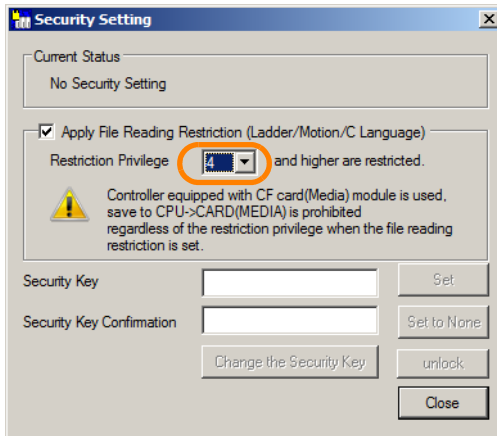 Security Setting
Current Status
No Security Setting
Apply File Reading Restriction (Ladder/Motion/C Language)
Restriction Privilege 4 and higher are restricted.
Controller equipped with CF card(Media) module is used,
save to CPU->CARD(MEDIA) is prohibited
regardless of the restriction privilege when the file reading
restriction is set.
Security Key Set
Security Key Confirmation Set to None
Change the Security Key unlock
Close